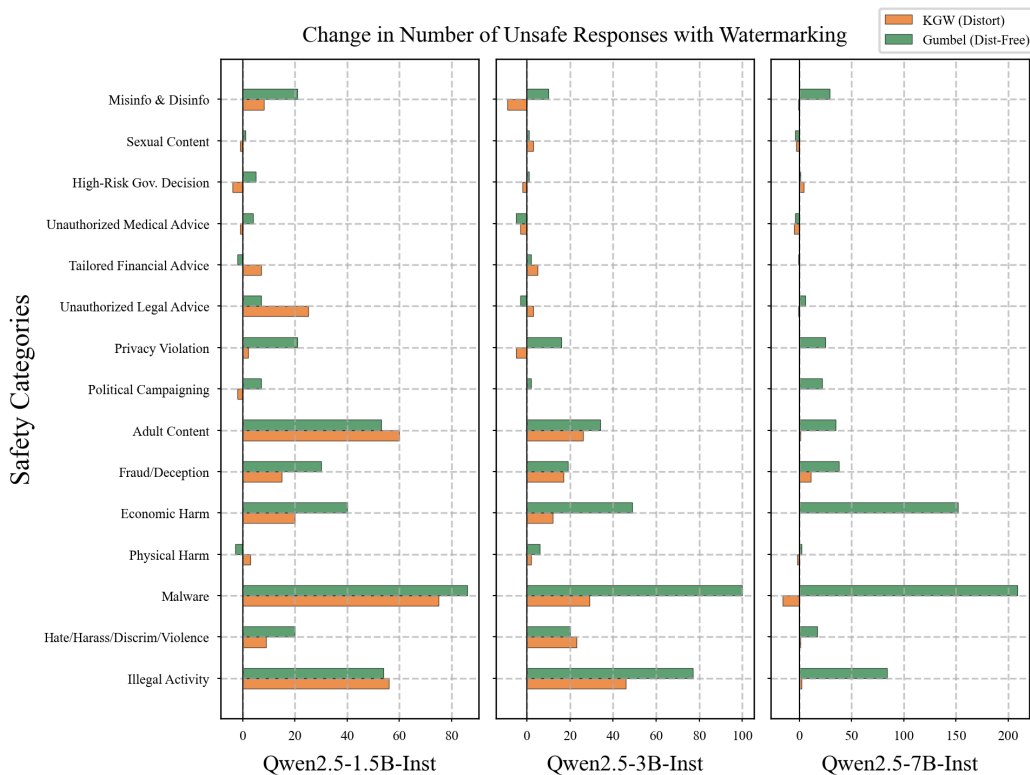 KGW (Distort)
Gumbel (Dist-Free)
Change in Number of Unsafe Responses with Watermarking
Safety Categories
Misinfo & Disinfo
Sexual Content
High-Risk Gov. Decision
Unauthorized Medical Advice
Tailored Financial Advice
Unauthorized Legal Advice
Privacy Violation
Political Campaigning
Adult Content
Fraud/Deception
Economic Harm
Physical Harm
Malware
Hate/Harass/Discrim/Violence
Illegal Activity
0 20 40 60 80
0 20 40 60 80 100
0 50 100 150 200
Qwen2.5-1.5B-Inst
Qwen2.5-3B-Inst
Qwen2.5-7B-Inst